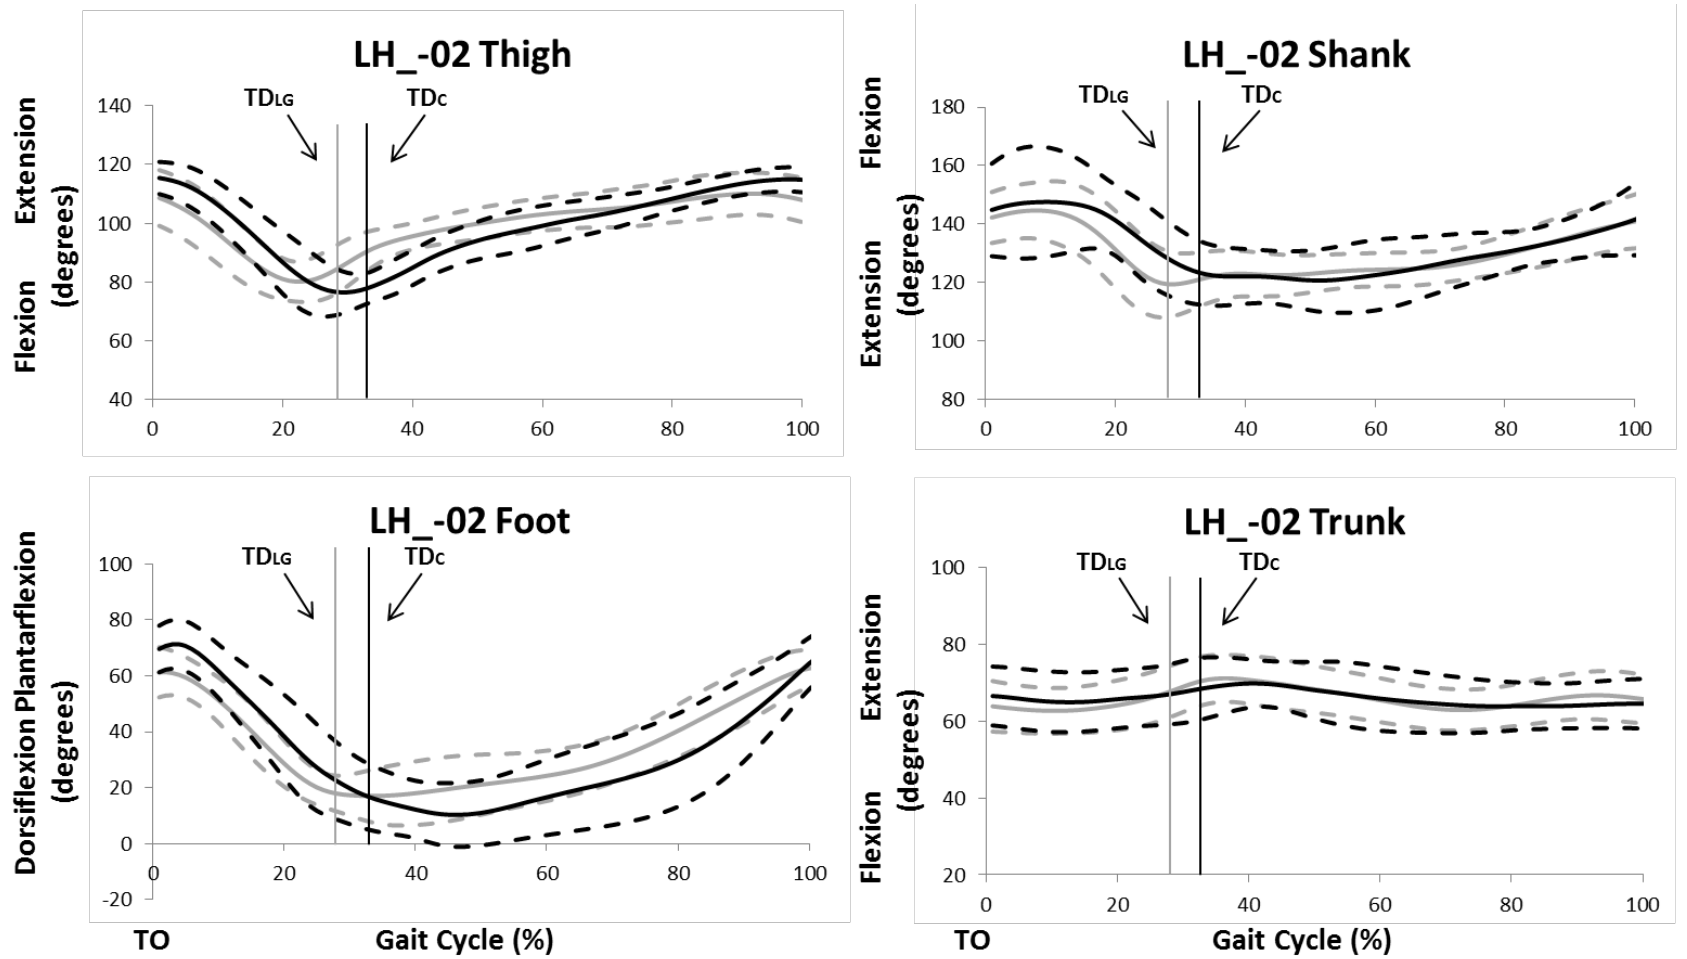 LH_-02 Thigh
TDLG
TDC
Flexion Extension
(degrees)
140
120
100
80
60
40
0 20 40 60 80 100
LH_-02 Shank
TDLG
TDC
Extension Flexion
(degrees)
180
160
140
120
100
80
0 20 40 60 80 100
LH_-02 Foot
TDLG
TDC
Dorsiflexion Plantarflexion
(degrees)
100
80
60
40
20
0
-20
0 20 40 60 80 100
TO
Gait Cycle (%)
LH_-02 Trunk
TDLG
TDC
Flexion Extension
(degrees)
100
80
60
40
20
0 20 40 60 80 100
TO
Gait Cycle (%)